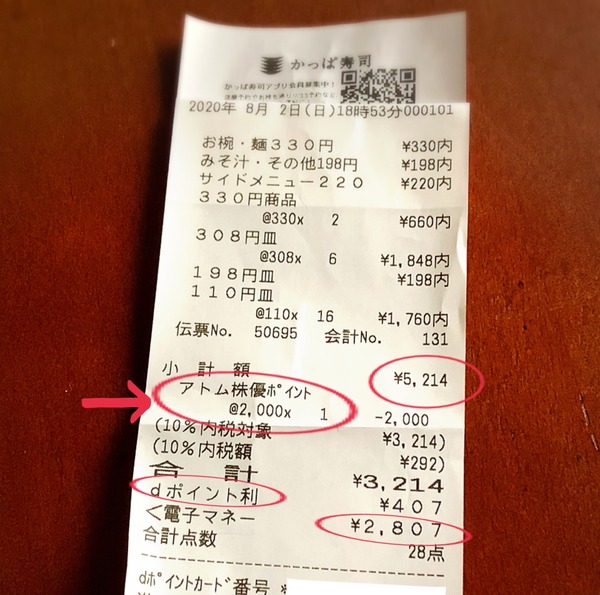 かっぱ寿司
かっぱ寿司アプリ会員募集中!
2020年 8月 2日(日)18時53分000101
お椀・麺330円 ¥330内
みそ汁・その他198円 ¥198内
サイドメニュー220 ¥220内
330円商品
@330x 2 ¥660内
308円皿
@308x 6 ¥1,848内
198円皿 ¥198内
110円皿
@110x 16 ¥1,760内
伝票No. 50695 会計No. 131
小計額 ¥5,214
アトム株優ポイント
@2,000x 1 -2,000
(10%内税対象 ¥3,214)
(10%内税額 ¥292)
合計 ¥3,214
dポイント利 ¥407
<電子マネー ¥2,807
合計点数 28点
dポイントカード番号 *